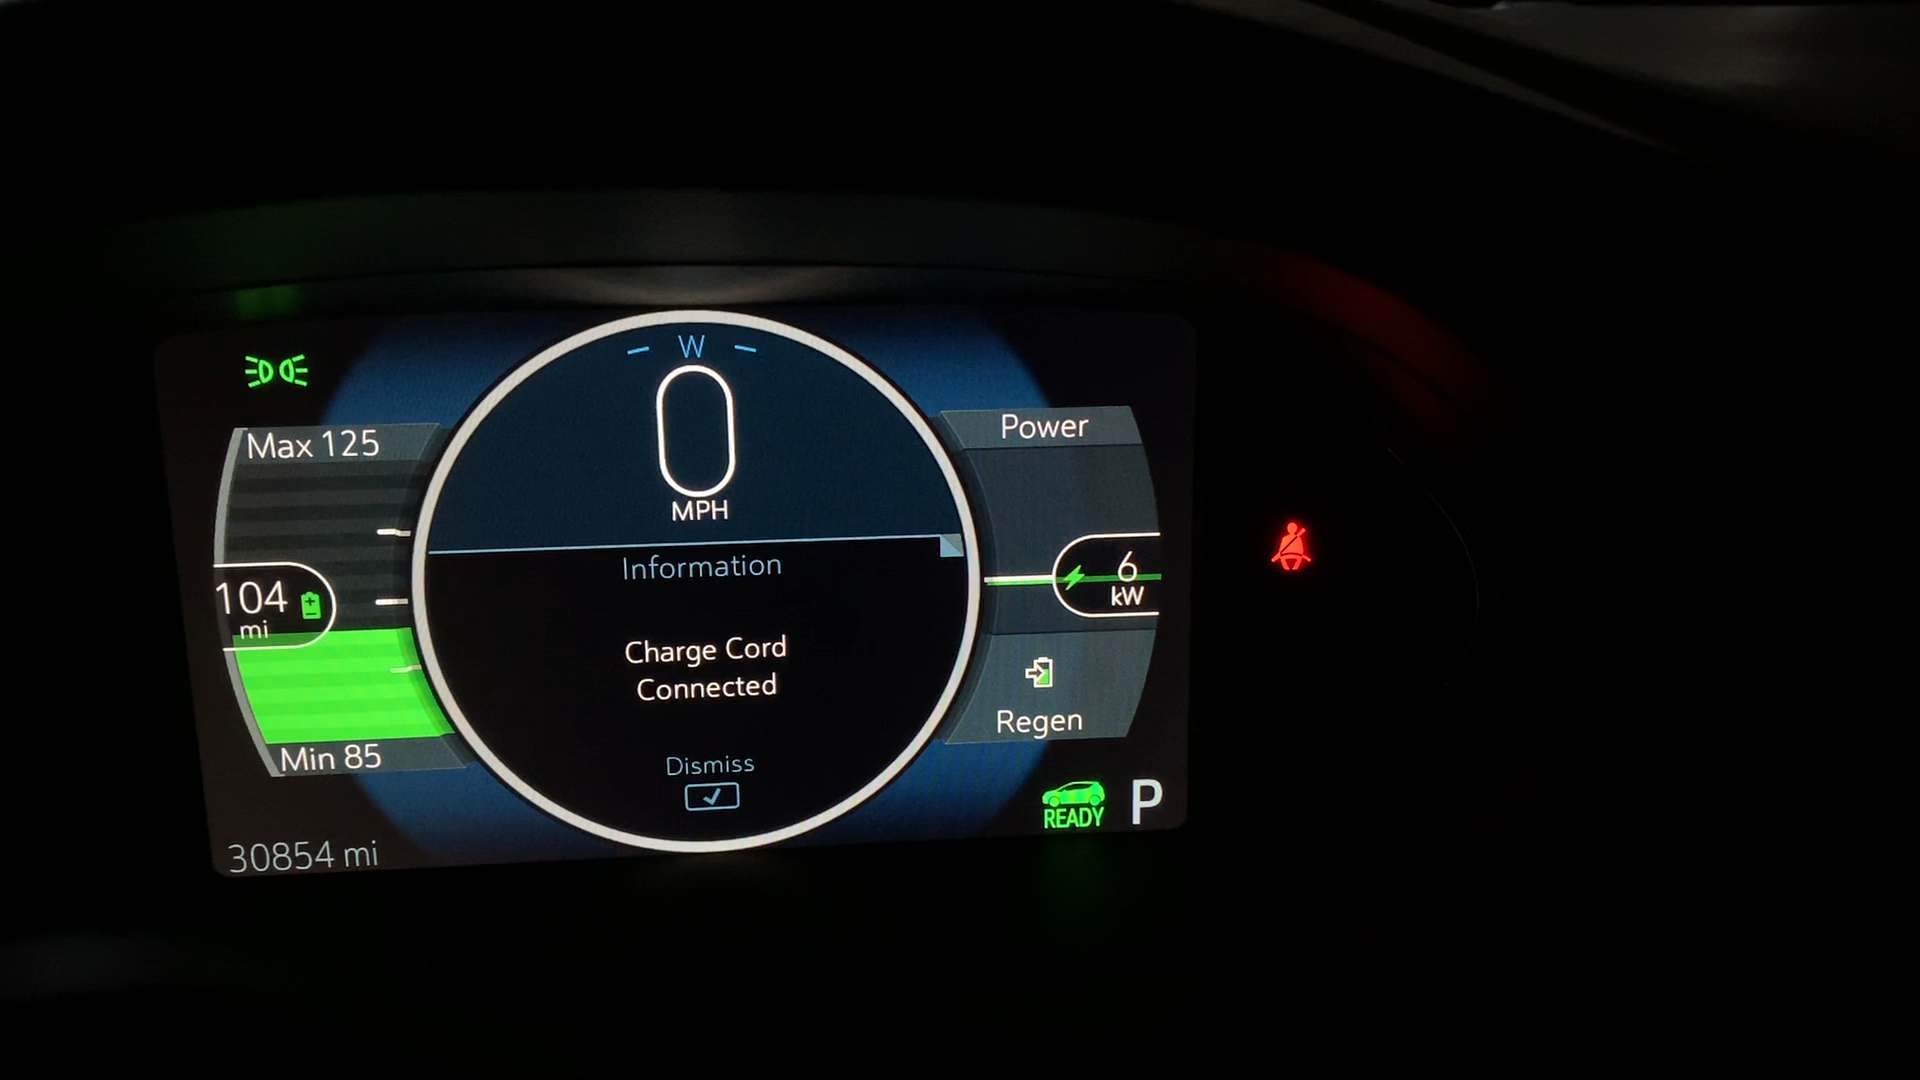 W
0
MPH
Max 125
104
mi
Min 85
30854 mi
Information
Charge Cord
Connected
Dismiss
Power
6
kW
Regen
READY
P